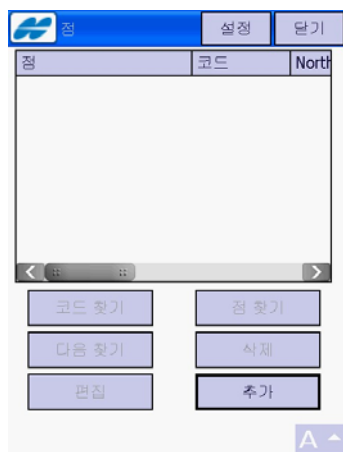 점 설정 닫기
점 코드 North
코드 찾기 점 찾기
다음 찾기 삭제
편집 추가
A